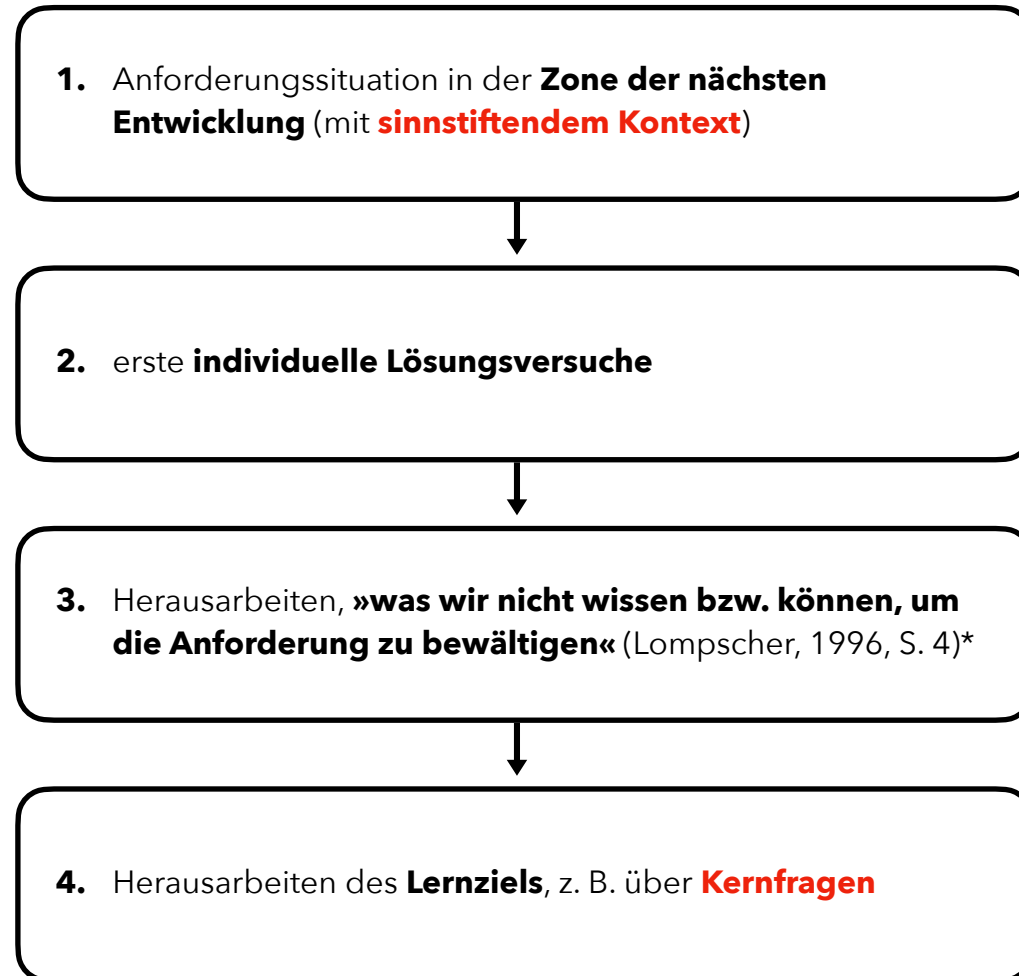 1. Anforderungssituation in der Zone der nächsten
Entwicklung (mit sinnstiftendem Kontext)
2. erste individuelle Lösungsversuche
3. Herausarbeiten, »was wir nicht wissen bzw. können, um
die Anforderung zu bewältigen« (Lompscher, 1996, S. 4)*
4. Herausarbeiten des Lernziels, z. B. über Kernfragen